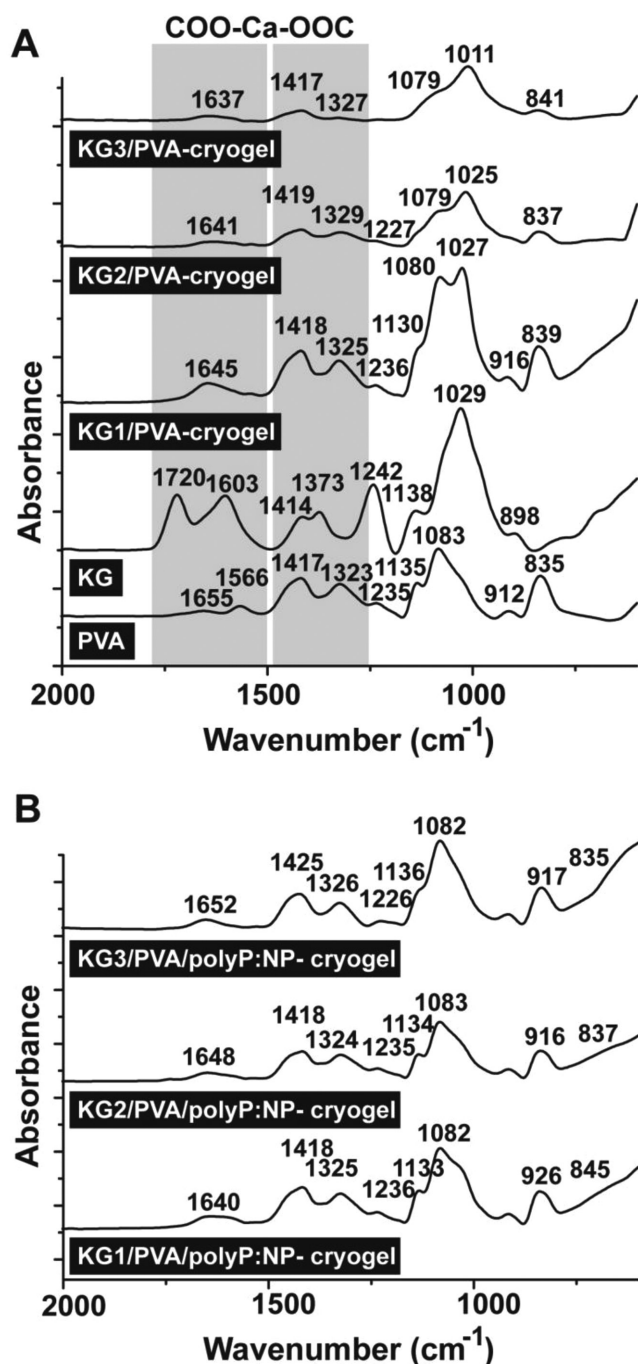 COO-Ca-OOC
A
1637 1417 1327 1079 1011 841
KG3/PVA-cryogel
1641 1419 1329 1227 1079 1025 837
KG2/PVA-cryogel
1645 1418 1325 1236 1130 1080 1027 916 839
KG1/PVA-cryogel
1720 1603 1414 1373 1242 1138 1029 898
KG
1655 1566 1417 1323 1235 1135 1083 912 835
PVA
Absorbance
2000 1500 1000
Wavenumber (cm-1)
B
1652 1425 1326 1226 1136 1082 917 835
KG3/PVA/polyP:NP- cryogel
1648 1418 1324 1235 1134 1083 916 837
KG2/PVA/polyP:NP- cryogel
1640 1418 1325 1236 1133 1082 926 845
KG1/PVA/polyP:NP- cryogel
Absorbance
2000 1500 1000
Wavenumber (cm-1)